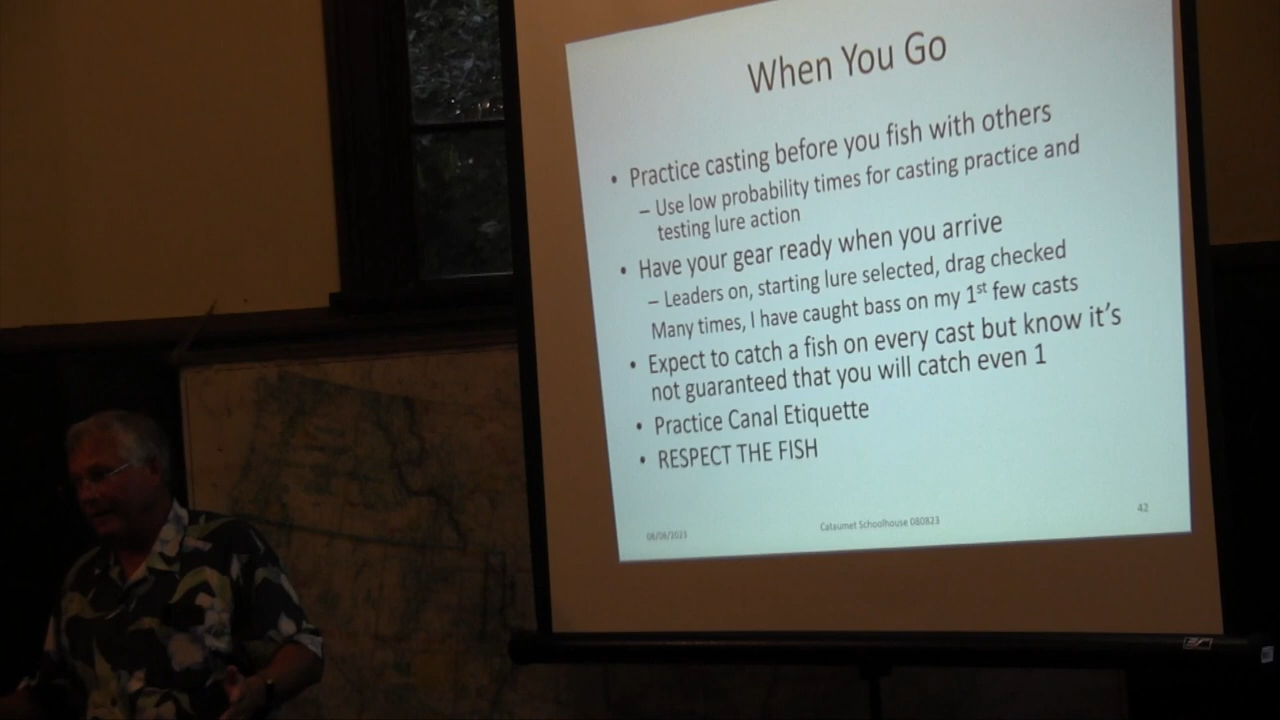 When You Go
• Practice casting before you fish with others
– Use low probability times for casting practice and
testing lure action
• Have your gear ready when you arrive
– Leaders on, starting lure selected, drag checked
Many times, I have caught bass on my 1st few casts
• Expect to catch a fish on every cast but know it's
not guaranteed that you will catch even 1
• Practice Canal Etiquette
• RESPECT THE FISH
08/08/2023
Cataumet Schoolhouse 080823
42